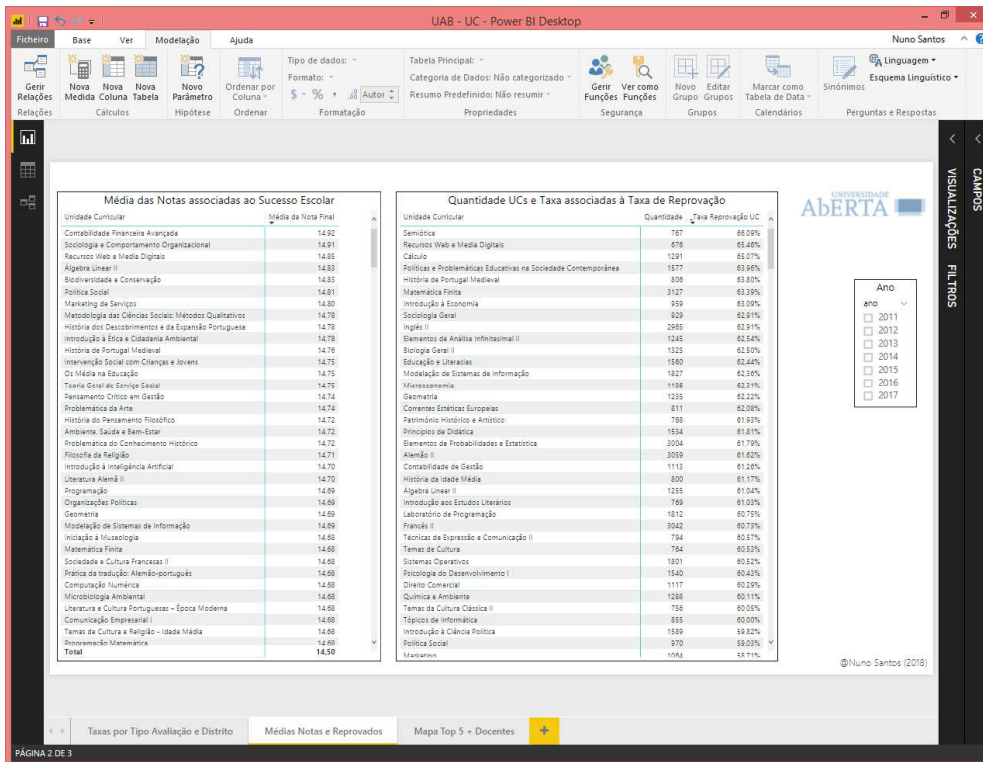 UAB - UC - Power BI Desktop
Ficheiro Base Ver Modelação Ajuda Nuno Santos
Gerir Relações
Nova Medida Nova Coluna Nova Tabela
Novo Parâmetro
Ordenar por Coluna
Tipo de dados:
Formato:
$ % , Autor
Tabela Principal:
Categoria de Dados: Não categorizado
Resumo Predefinido: Não resumir
Gerir Funções Ver como Funções
Novo Grupo Editar Grupos
Marcar como Tabela de Data
Sinónimos
Linguagem
Esquema Linguístico
Relações Cálculos Hipótese Ordenar Formatação Propriedades Segurança Grupos Calendários Perguntas e Respostas
Média das Notas associadas ao Sucesso Escolar
Unidade Curricular Média da Nota Final
Contabilidade Financeira Avançada 14,92
Sociologia e Comportamento Organizacional 14,91
Recursos Web e Media Digitais 14,85
Álgebra Linear II 14,83
Biodiversidade e Conservação 14,83
Política Social 14,81
Marketing de Serviços 14,80
Metodologia das Ciências Sociais: Métodos Qualitativos 14,78
História dos Descobrimentos e da Expansão Portuguesa 14,78
Introdução à Ética e Cidadania Ambiental 14,78
História de Portugal Medieval 14,76
Intervenção Social com Crianças e Jovens 14,75
Os Média na Educação 14,75
Teoria Geral do Serviço Social 14,75
Pensamento Crítico em Gestão 14,74
Problemática da Arte 14,74
História do Pensamento Filosófico 14,72
Ambiente, Saúde e Bem-Estar 14,72
Problemática do Conhecimento Histórico 14,72
Filosofia da Religião 14,71
Introdução à Inteligência Artificial 14,70
Literatura Alemã II 14,70
Programação 14,69
Organizações Políticas 14,69
Geometria 14,69
Modelação de Sistemas de Informação 14,69
Iniciação à Museologia 14,68
Matemática Finita 14,68
Sociedade e Cultura Francesas II 14,68
Prática da tradução: Alemão-português 14,68
Computação Numérica 14,68
Microbiologia Ambiental 14,68
Literatura e Cultura Portuguesas – Época Moderna 14,68
Comunicação Empresarial I 14,68
Temas de Cultura e Religião - Idade Média 14,68
Programação Matemática 14,68
Total 14,50
Quantidade UCs e Taxa associadas à Taxa de Reprovação
Unidade Curricular Quantidade Taxa Reprovação UC
Semiótica 767 66,09%
Recursos Web e Media Digitais 676 65,46%
Calculo 1291 65,07%
Políticas e Problemáticas Educativas na Sociedade Contemporânea 1577 63,96%
História de Portugal Medieval 806 63,80%
Matemática Finita 3127 63,39%
Introdução à Economia 959 63,09%
Sociologia Geral 929 62,91%
Inglês II 2965 62,91%
Elementos de Análise Infinitesimal II 1245 62,54%
Biologia Geral II 1325 62,50%
Educação e Literacias 1560 62,44%
Modelação de Sistemas de Informação 1827 62,36%
Microeconomia 1186 62,31%
Geometria 1235 62,22%
Correntes Estéticas Europeias 811 62,08%
Património Histórico e Artístico 768 61,93%
Princípios de Didática 1534 61,81%
Elementos de Probabilidades e Estatística 3004 61,79%
Alemão II 3059 61,62%
Contabilidade de Gestão 1113 61,26%
História da Idade Média 800 61,17%
Álgebra Linear II 1255 61,04%
Introdução aos Estudos Literários 769 61,03%
Laboratório de Programação 1812 60,75%
Francês II 3042 60,73%
Técnicas de Expressão e Comunicação II 794 60,57%
Temas de Cultura 764 60,53%
Sistemas Operativos 1801 60,52%
Psicologia do Desenvolvimento I 1540 60,43%
Direito Comercial 1117 60,29%
Química e Ambiente 1288 60,11%
Temas da Cultura Clássica II 756 60,05%
Tópicos de Informática 855 60,00%
Introdução à Ciência Política 1589 59,82%
Política Social 970 59,03%
Marketing 1064 58,71%
UNIVERSIDADE
AbERTA
Ano
ano
2011
2012
2013
2014
2015
2016
2017
@Nuno Santos (2018)
VISUALIZAÇÕES
FILTROS
CAMPOS
Taxas por Tipo Avaliação e Distrito Médias Notas e Reprovados Mapa Top 5 + Docentes +
PÁGINA 2 DE 3